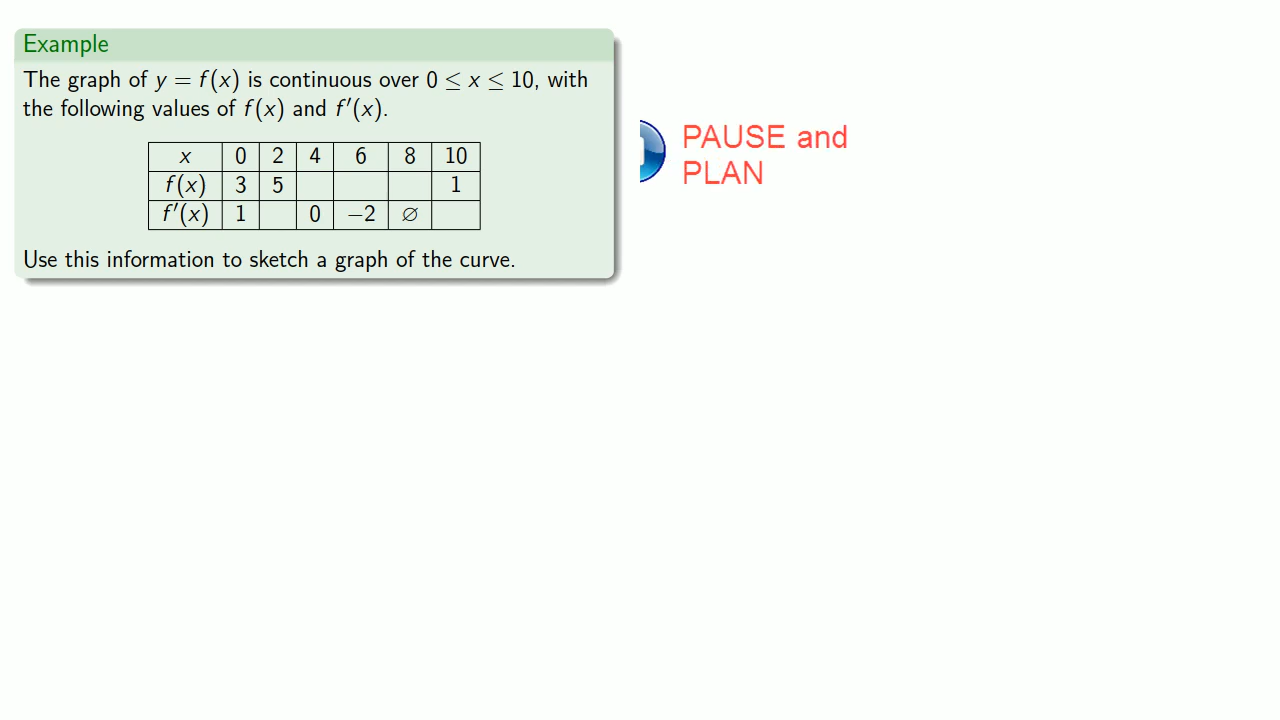 Example
The graph of y = f(x) is continuous over 0 ≤ x ≤ 10, with
the following values of f(x) and f′(x).
x 0 2 4 6 8 10
f(x) 3 5 1
f′(x) 1 0 −2 ∅
Use this information to sketch a graph of the curve.
PAUSE and
PLAN